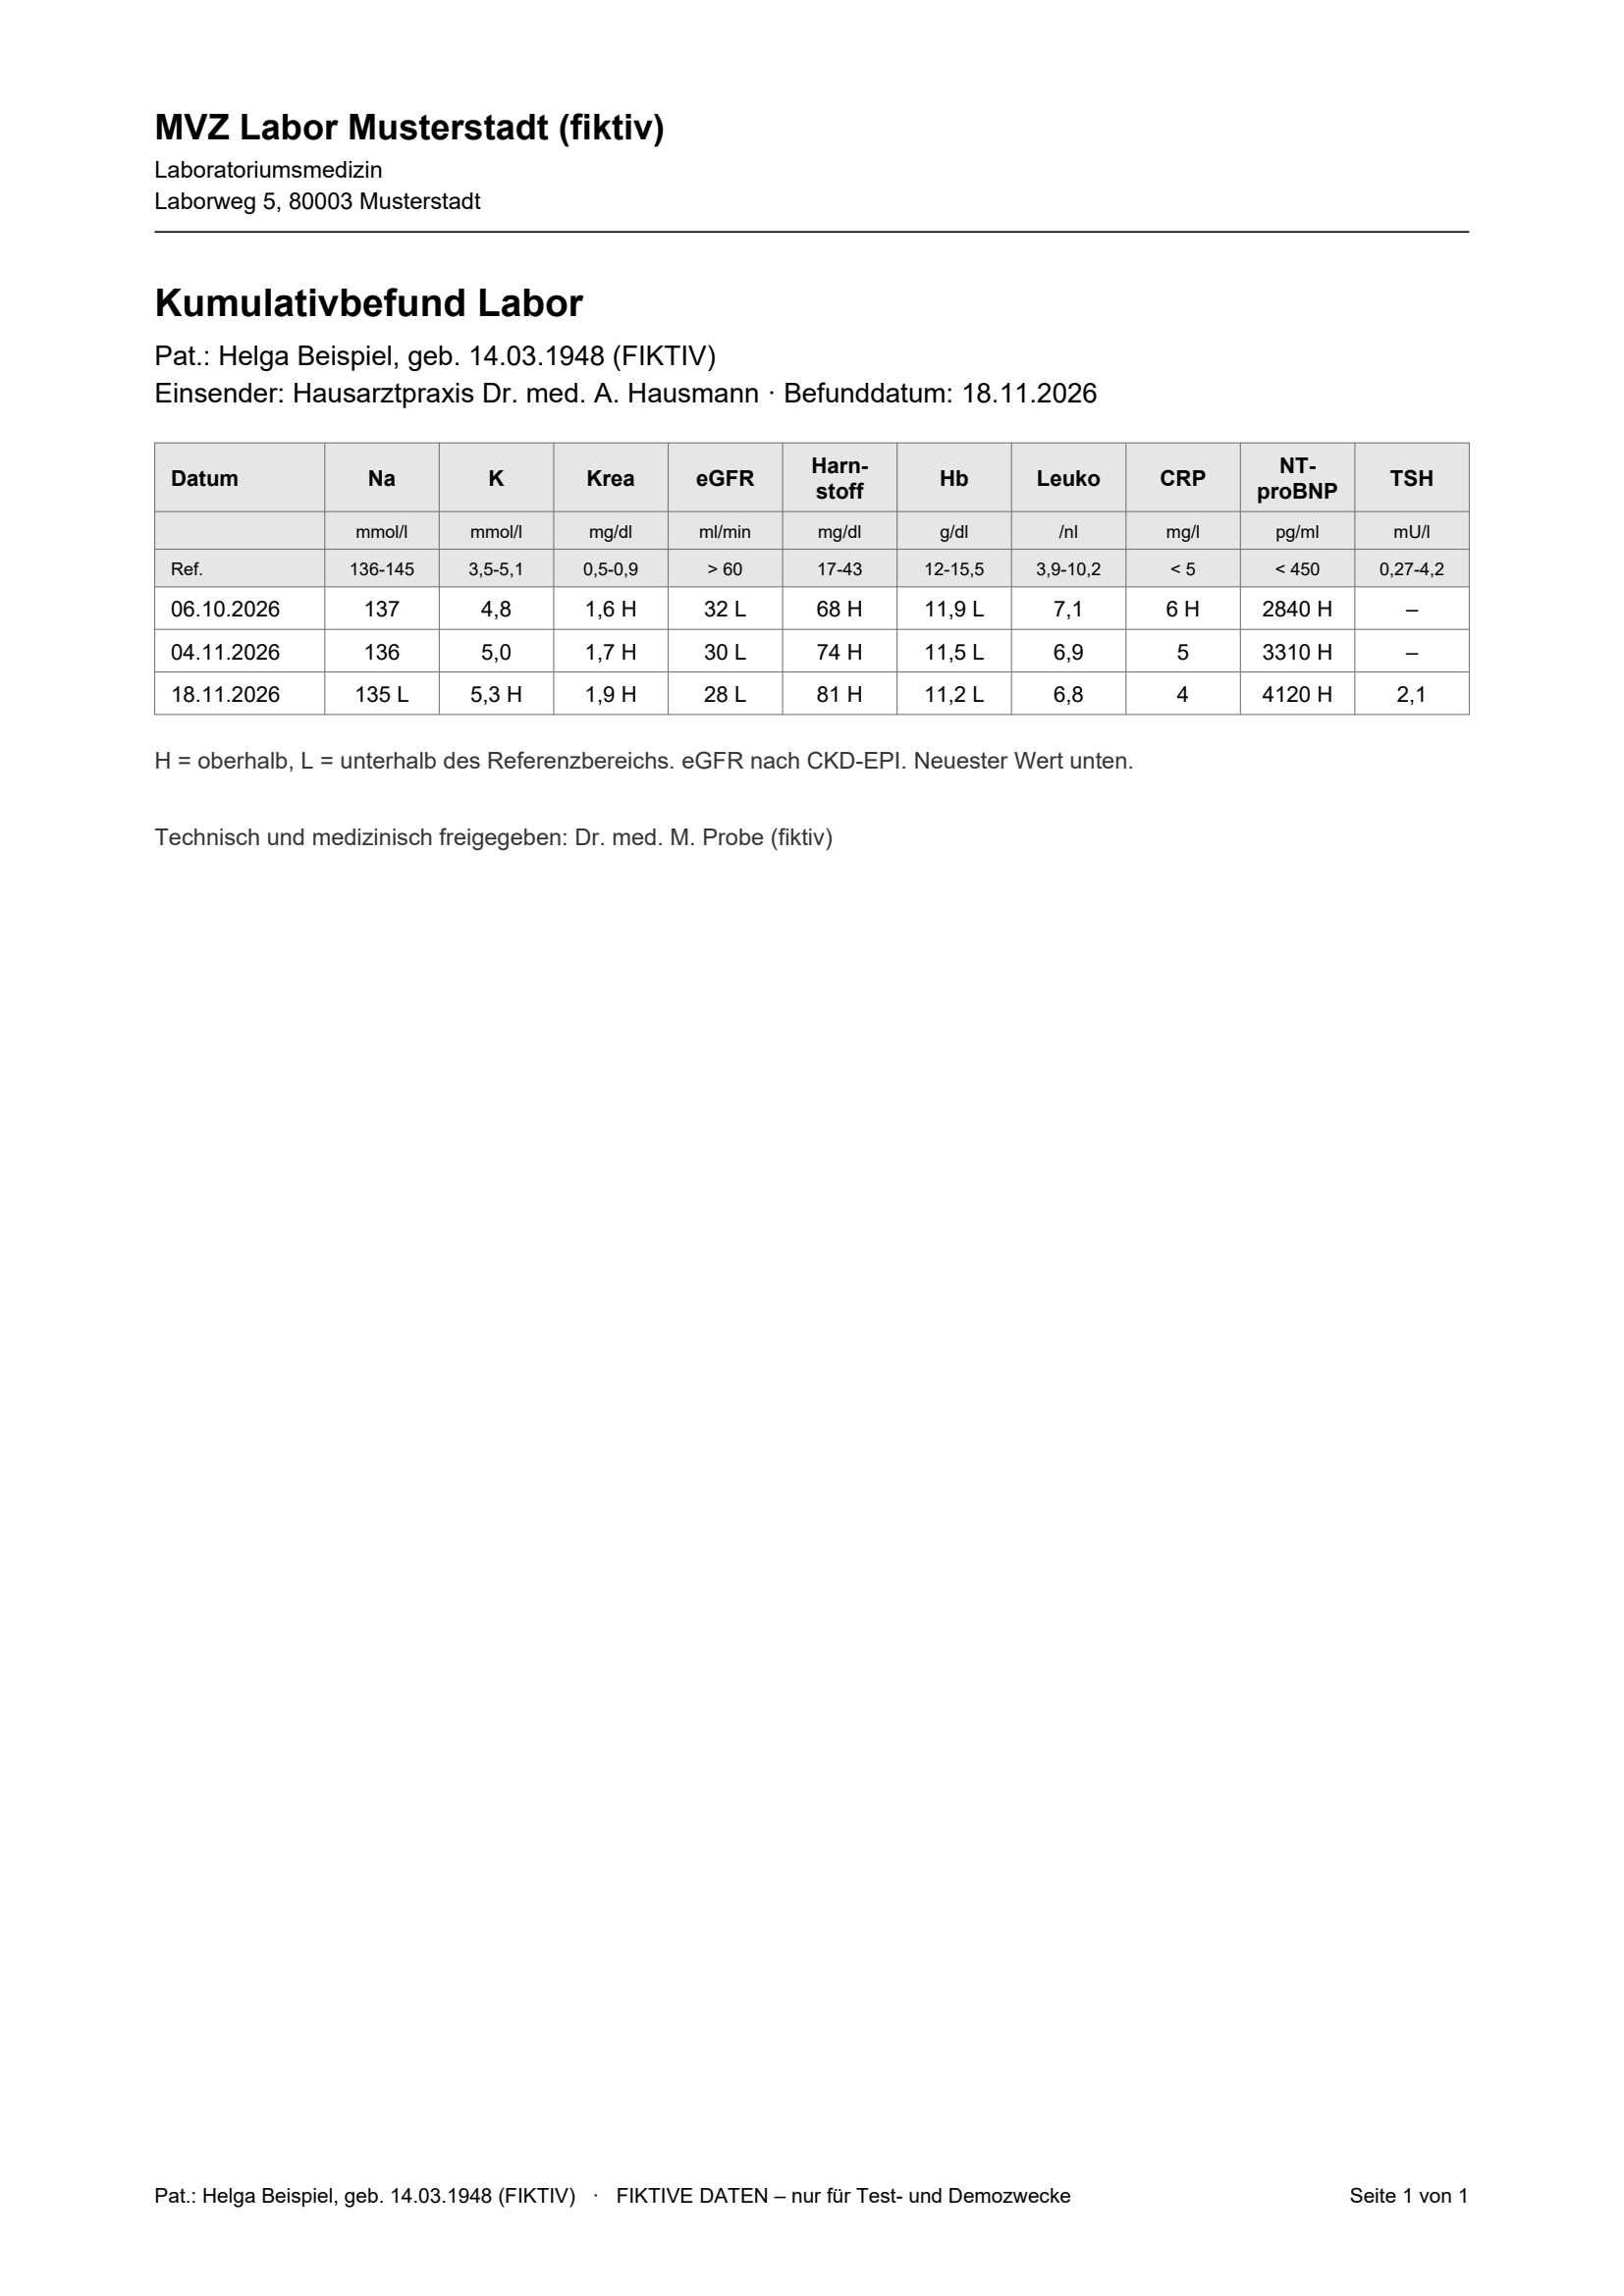 MVZ Labor Musterstadt (fiktiv)
Laboratoriumsmedizin
Laborweg 5, 80003 Musterstadt
Kumulativbefund Labor
Pat.: Helga Beispiel, geb. 14.03.1948 (FIKTIV)
Einsender: Hausarztpraxis Dr. med. A. Hausmann · Befunddatum: 18.11.2026
Datum Na K Krea eGFR Harn-stoff Hb Leuko CRP NT-proBNP TSH
mmol/l mmol/l mg/dl ml/min mg/dl g/dl /nl mg/l pg/ml mU/l
Ref. 136-145 3,5-5,1 0,5-0,9 > 60 17-43 12-15,5 3,9-10,2 < 5 < 450 0,27-4,2
06.10.2026 137 4,8 1,6 H 32 L 68 H 11,9 L 7,1 6 H 2840 H –
04.11.2026 136 5,0 1,7 H 30 L 74 H 11,5 L 6,9 5 3310 H –
18.11.2026 135 L 5,3 H 1,9 H 28 L 81 H 11,2 L 6,8 4 4120 H 2,1
H = oberhalb, L = unterhalb des Referenzbereichs. eGFR nach CKD-EPI. Neuester Wert unten.
Technisch und medizinisch freigegeben: Dr. med. M. Probe (fiktiv)
Pat.: Helga Beispiel, geb. 14.03.1948 (FIKTIV) · FIKTIVE DATEN – nur für Test- und Demozwecke Seite 1 von 1